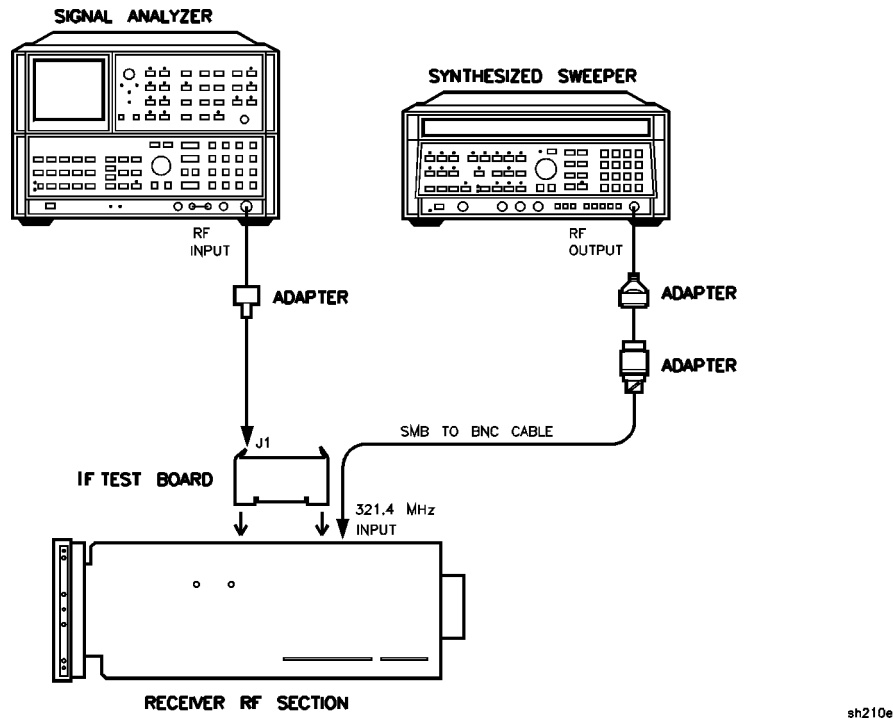 SIGNAL ANALYZER
SYNTHESIZED SWEEPER
RF
INPUT
RF
OUTPUT
ADAPTER
ADAPTER
ADAPTER
SMB TO BNC CABLE
J1
IF TEST BOARD
321.4 MHz
INPUT
RECEIVER RF SECTION
sh210e